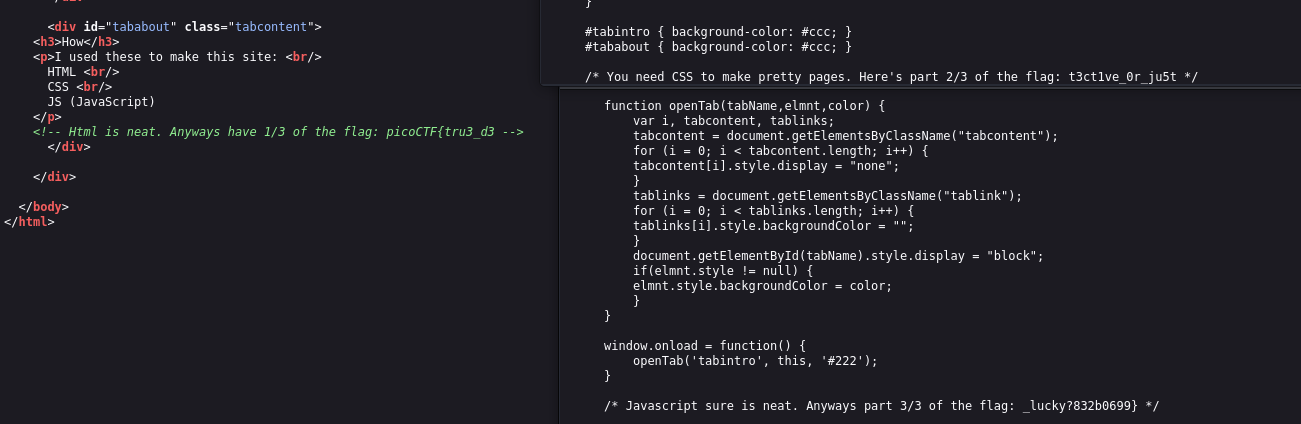 <div id="tababout" class="tabcontent">
<h3>How</h3>
<p>I used these to make this site: <br/>
HTML <br/>
CSS <br/>
JS (JavaScript)
</p>
<!-- Html is neat. Anyways have 1/3 of the flag: picoCTF{tru3_d3 -->
</div>
</div>
</body>
</html>
}
#tabintro { background-color: #ccc; }
#tababout { background-color: #ccc; }
/* You need CSS to make pretty pages. Here's part 2/3 of the flag: t3ct1ve_0r_ju5t */
function openTab(tabName,elmnt,color) {
var i, tabcontent, tablinks;
tabcontent = document.getElementsByClassName("tabcontent");
for (i = 0; i < tabcontent.length; i++) {
tabcontent[i].style.display = "none";
}
tablinks = document.getElementsByClassName("tablink");
for (i = 0; i < tablinks.length; i++) {
tablinks[i].style.backgroundColor = "";
}
document.getElementById(tabName).style.display = "block";
if(elmnt.style != null) {
elmnt.style.backgroundColor = color;
}
}
window.onload = function() {
openTab('tabintro', this, '#222');
}
/* Javascript sure is neat. Anyways part 3/3 of the flag: _lucky?832b0699} */